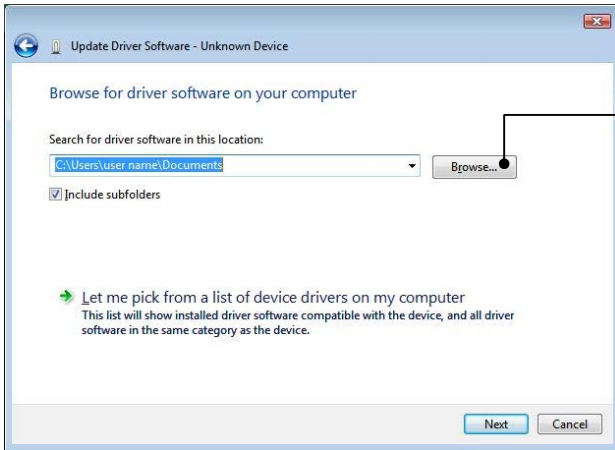 Update Driver Software - Unknown Device
Browse for driver software on your computer
Search for driver software in this location:
C:\Users\user name\Documents
Browse...
Include subfolders
Let me pick from a list of device drivers on my computer
This list will show installed driver software compatible with the device, and all driver
software in the same category as the device.
Next
Cancel